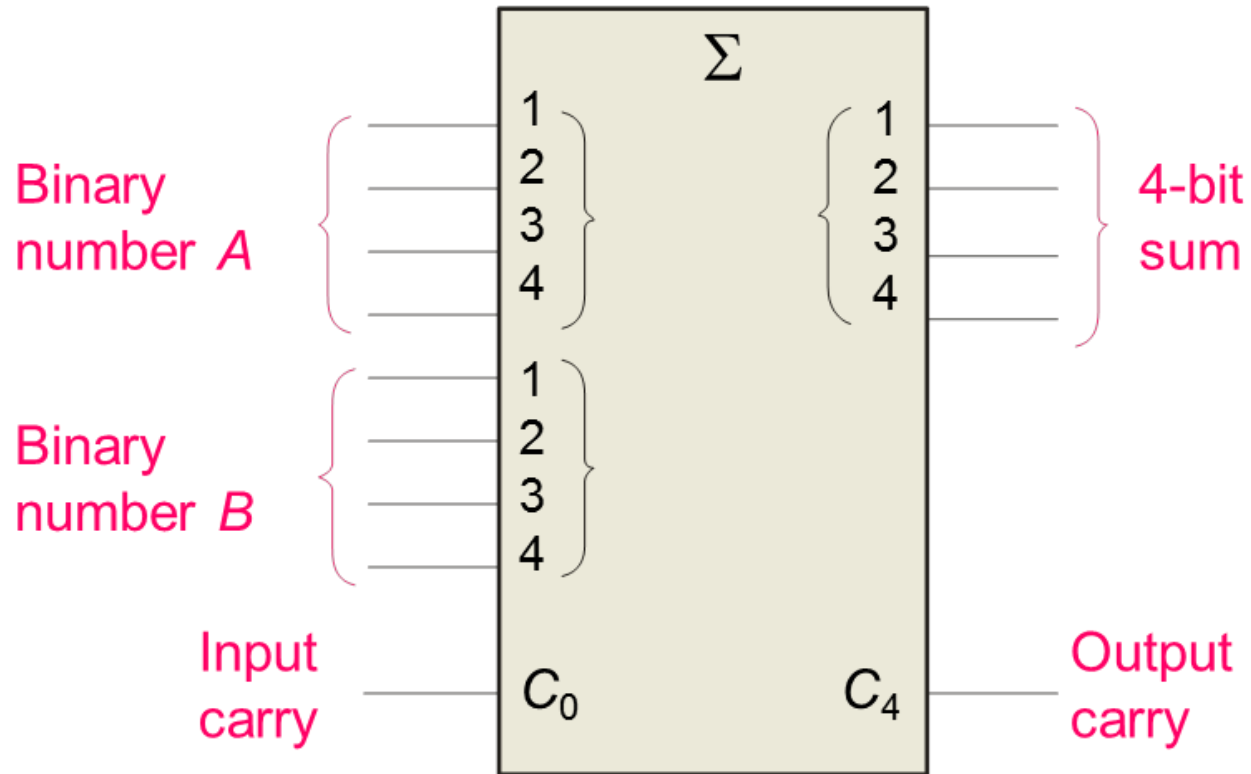 Σ
Binary
number A
1
2
3
4
1
2
3
4
4-bit
sum
Binary
number B
1
2
3
4
Input
carry
C₀
C₄
Output
carry